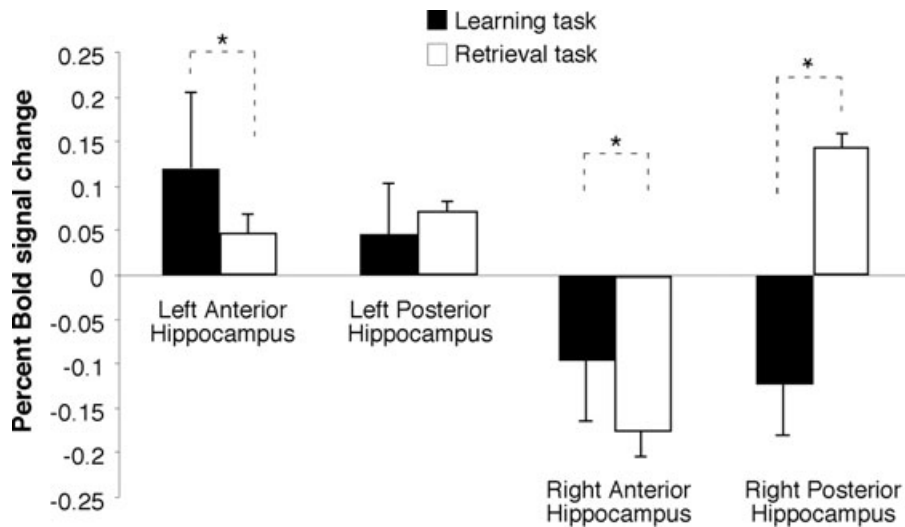 Learning task
Retrieval task
Percent Bold signal change
0.25
0.2
0.15
0.1
0.05
0
-0.05
-0.1
-0.15
-0.2
-0.25
*
*
*
Left Anterior
Hippocampus
Left Posterior
Hippocampus
Right Anterior
Hippocampus
Right Posterior
Hippocampus